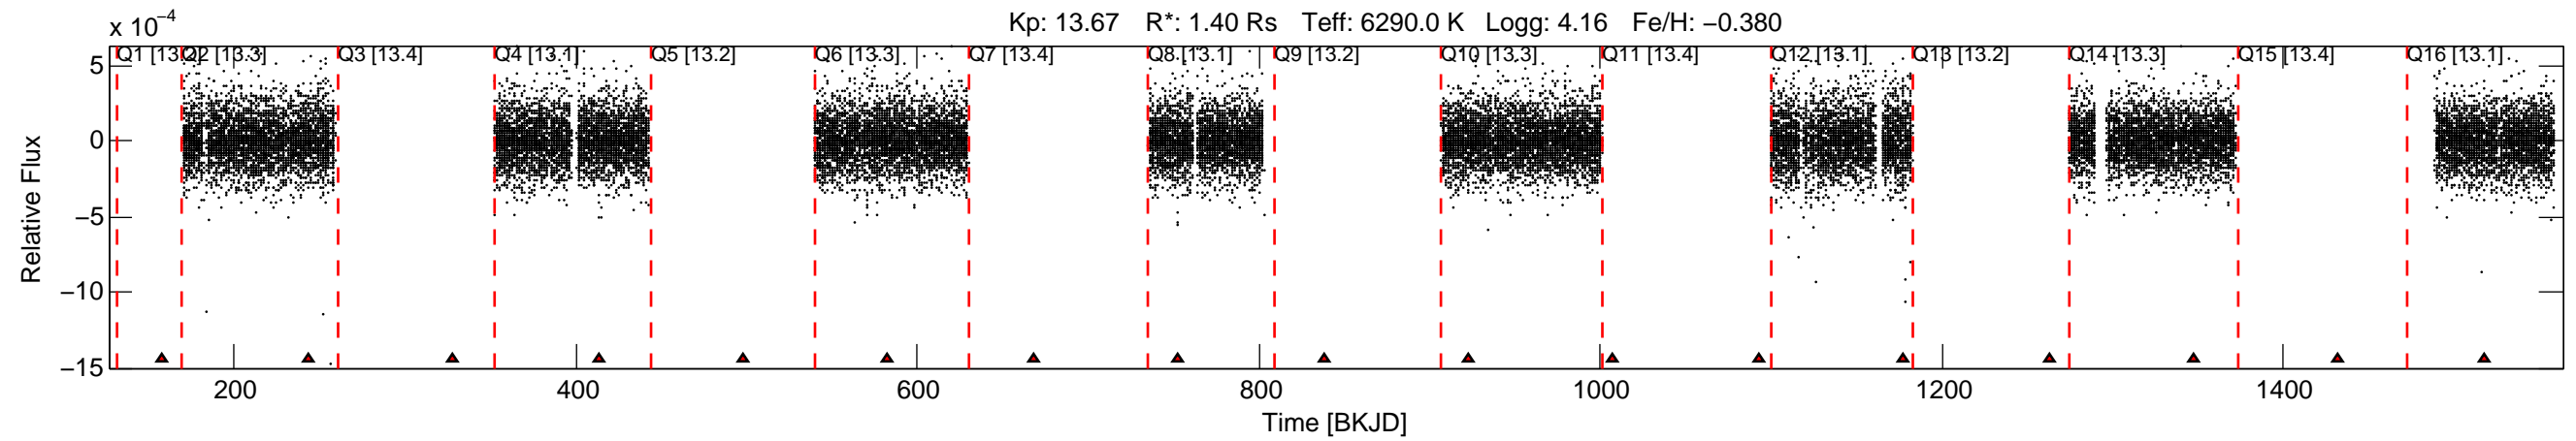 Kp: 13.67 R*: 1.40 Rs Teff: 6290.0 K Logg: 4.16 Fe/H: −0.380
x 10−4
Q2 [13.3] Q3 [13.4] Q4 [13.1] Q5 [13.2] Q6 [13.3] Q7 [13.4] Q8 [13.1] Q9 [13.2] Q10 [13.3] Q11 [13.4] Q12 [13.1] Q13 [13.2] Q14 [13.3] Q15 [13.4] Q16 [13.1]
5
0
−5
−10
−15
Relative Flux
200 400 600 800 1000 1200 1400
Time [BKJD]